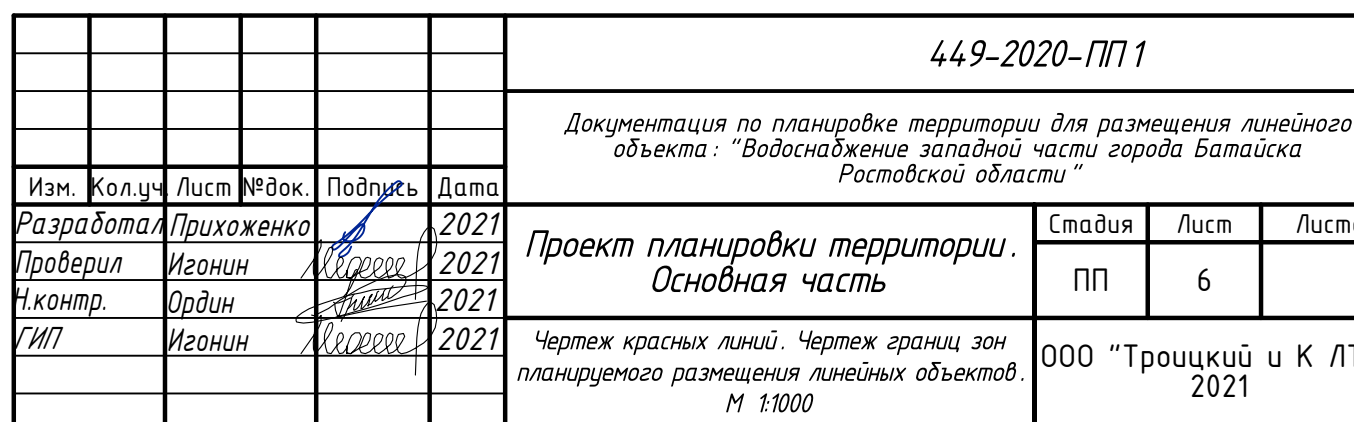 449-2020-ПП 1
Документация по планировке территории для размещения линейного
объекта: "Водоснабжение западной части города Батайска
Ростовской области"
Изм. Кол.уч. Лист №док. Подпись Дата
Разработал Прихоженко 2021
Проверил Игонин 2021
Н.контр. Ордин 2021
ГИП Игонин 2021
Проект планировки территории.
Основная часть
Стадия Лист
ПП 6
Чертеж красных линий. Чертеж границ зон
планируемого размещения линейных объектов.
М 1:1000
ООО "Троицкий и К
2021